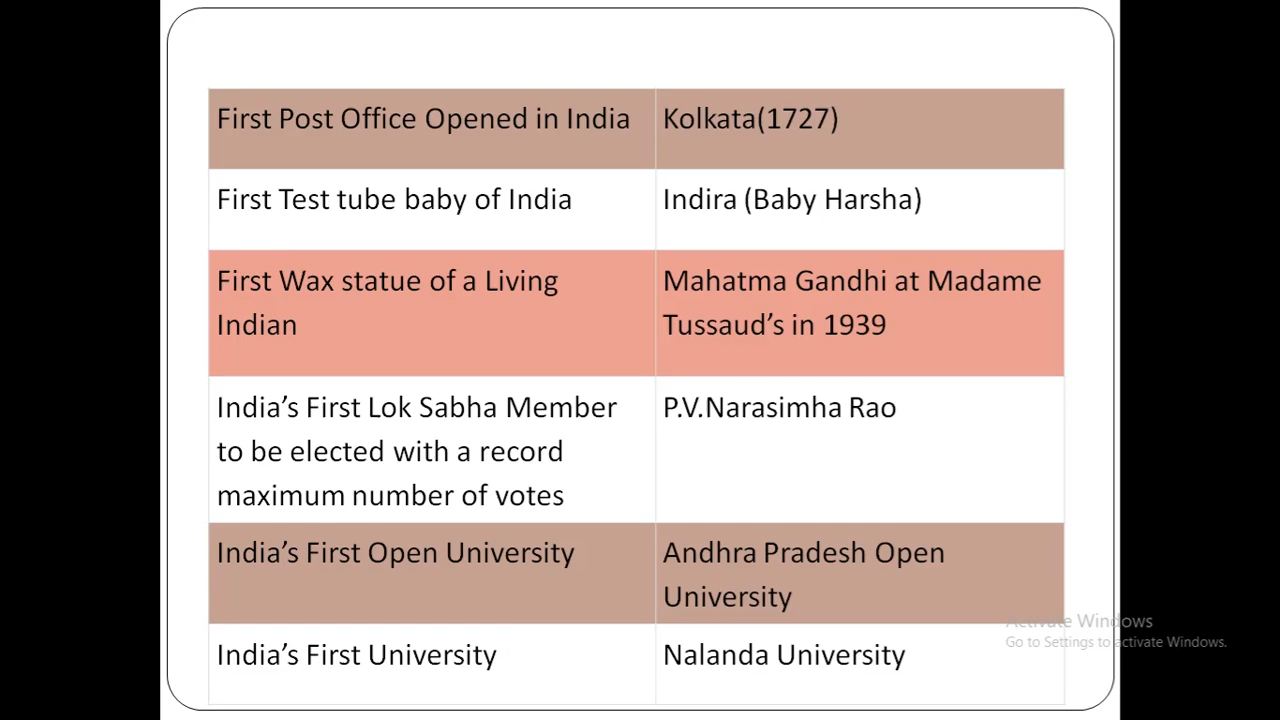 First Post Office Opened in India Kolkata(1727)
First Test tube baby of India Indira (Baby Harsha)
First Wax statue of a Living Mahatma Gandhi at Madame
Indian Tussaud’s in 1939
India’s First Lok Sabha Member P.V.Narasimha Rao
to be elected with a record
maximum number of votes
India’s First Open University Andhra Pradesh Open
University
India’s First University Nalanda University
Activate Windows
Go to Settings to activate Windows.